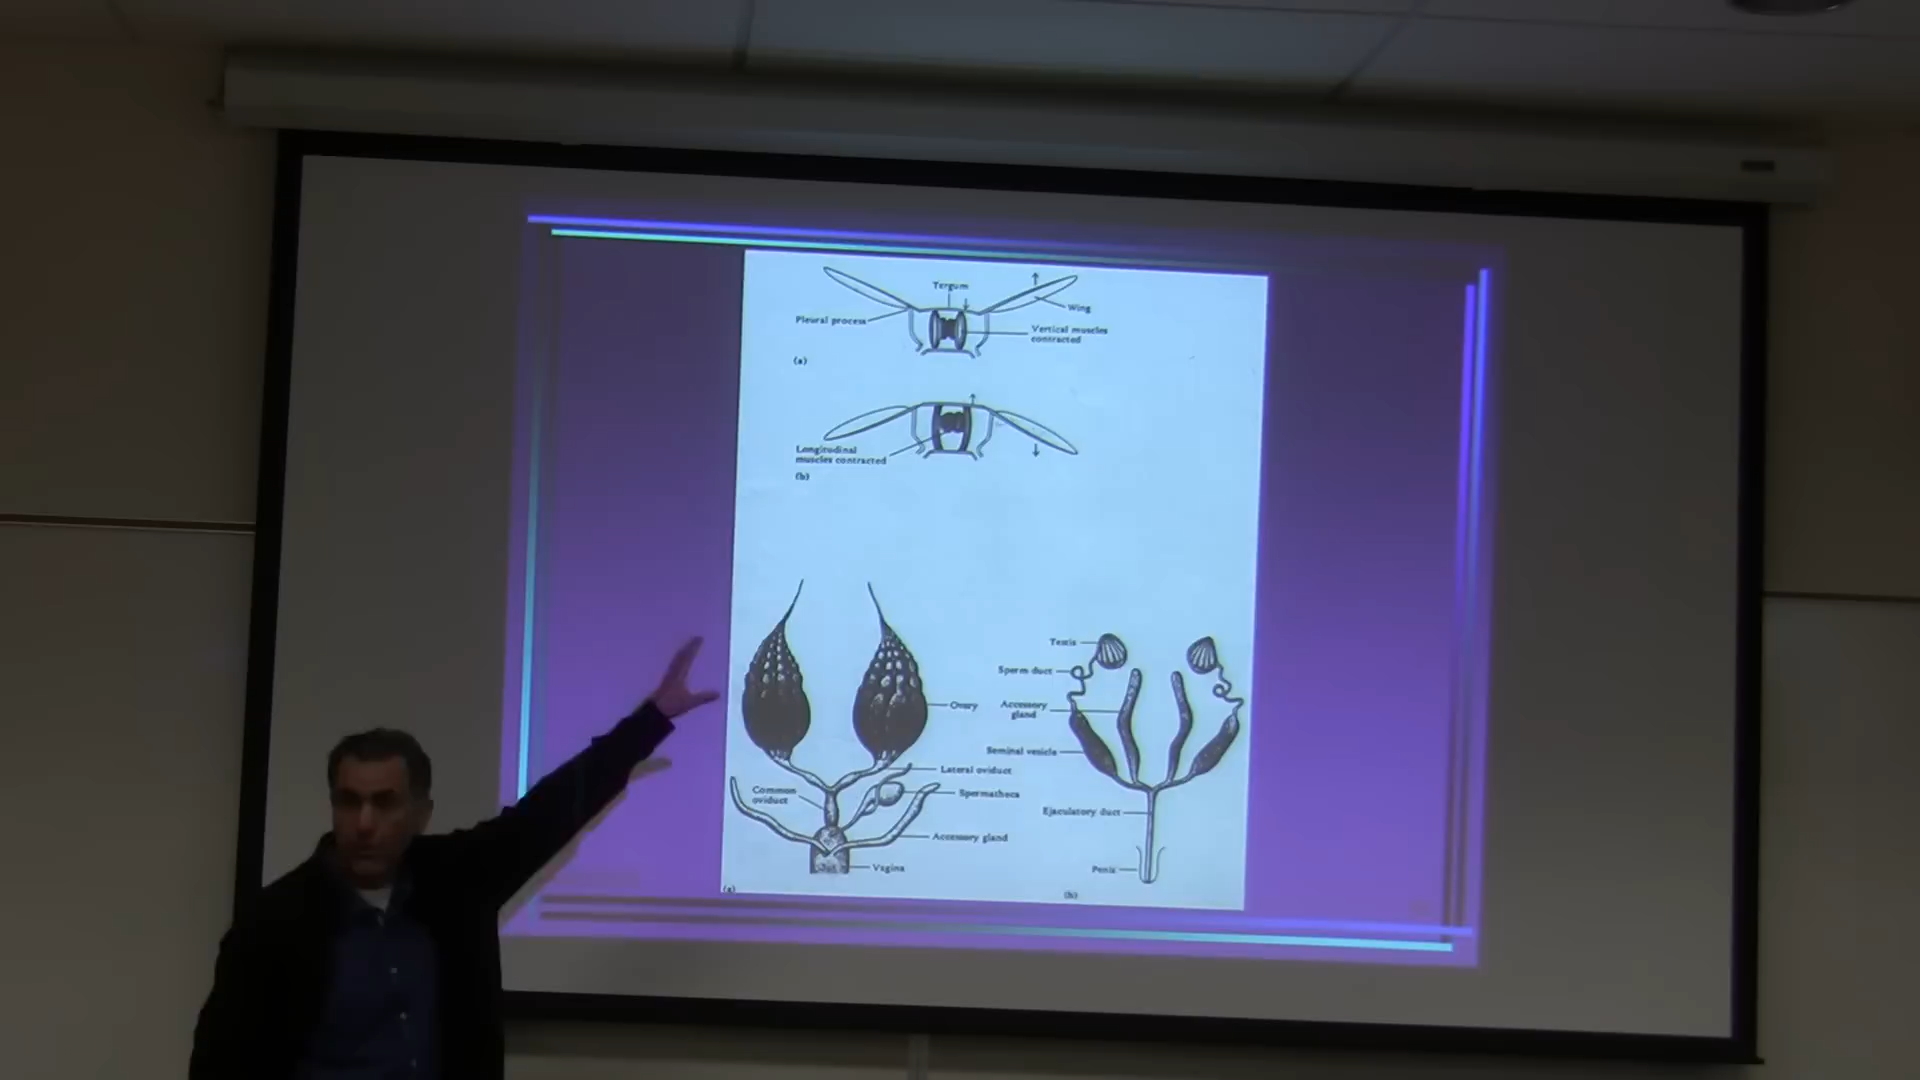 Tergum
Wing
Pleural process
Vertical muscles
contracted
(a)
Longitudinal
muscles contracted
(b)
Ovary
Lateral oviduct
Common
oviduct
Spermatheca
Accessory gland
Vagina
(a)
Testis
Sperm duct
Accessory
gland
Seminal vesicle
Ejaculatory duct
Penis
(b)